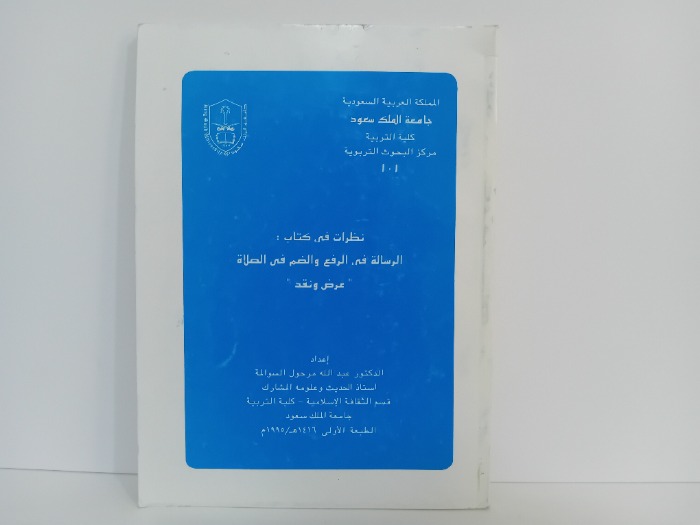 المملكة العربية السعودية
جامعة الملك سعود
كلية التربية
مركز البحوث التربوية
١٠١
نظرات في كتاب :
الرسالة في الرفع والضم في الصلاة
" عرض ونقد "
إعداد
الدكتور عبد الله مرحول السوالمة
استاذ الحديث وعلومه المشارك
قسم الثقافة الإسلامية - كلية التربية
جامعة الملك سعود
الطبعة الأولى ١٤١٦هـ/١٩٩٥م